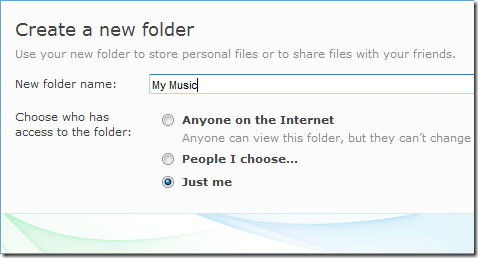 Create a new folder
Use your new folder to store personal files or to share files with your friends.
New folder name: My Music
Choose who has
access to the folder:
Anyone on the Internet
Anyone can view this folder, but they can't change
People I choose...
Just me